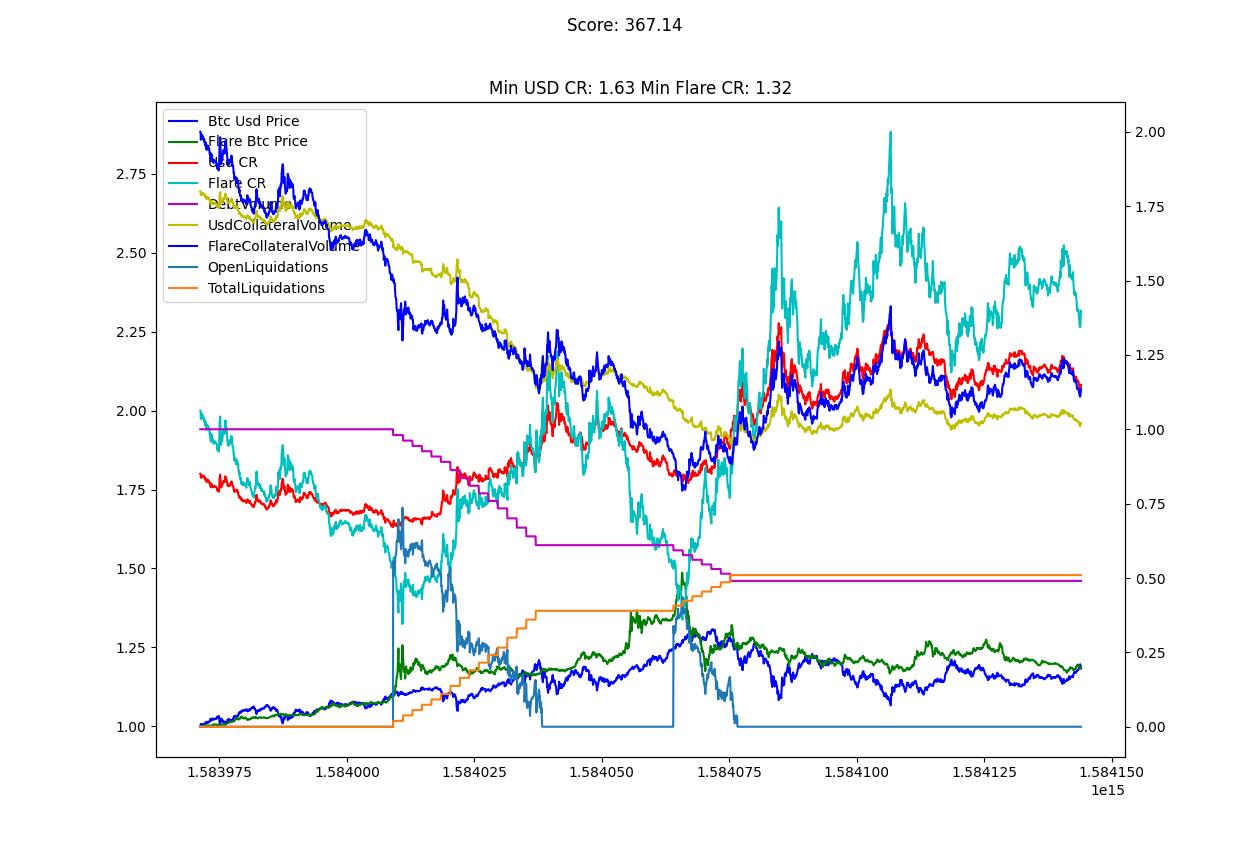 Score: 367.14
Min USD CR: 1.63 Min Flare CR: 1.32
Btc Usd Price
Flare Btc Price
Usd CR
Flare CR
DebtVolume
UsdCollateralVolume
FlareCollateralVolume
OpenLiquidations
TotalLiquidations
2.75
2.50
2.25
2.00
1.75
1.50
1.25
1.00
2.00
1.75
1.50
1.25
1.00
0.75
0.50
0.25
0.00
1.583975
1.584000
1.584025
1.584050
1.584075
1.584100
1.584125
1.584150
1e15